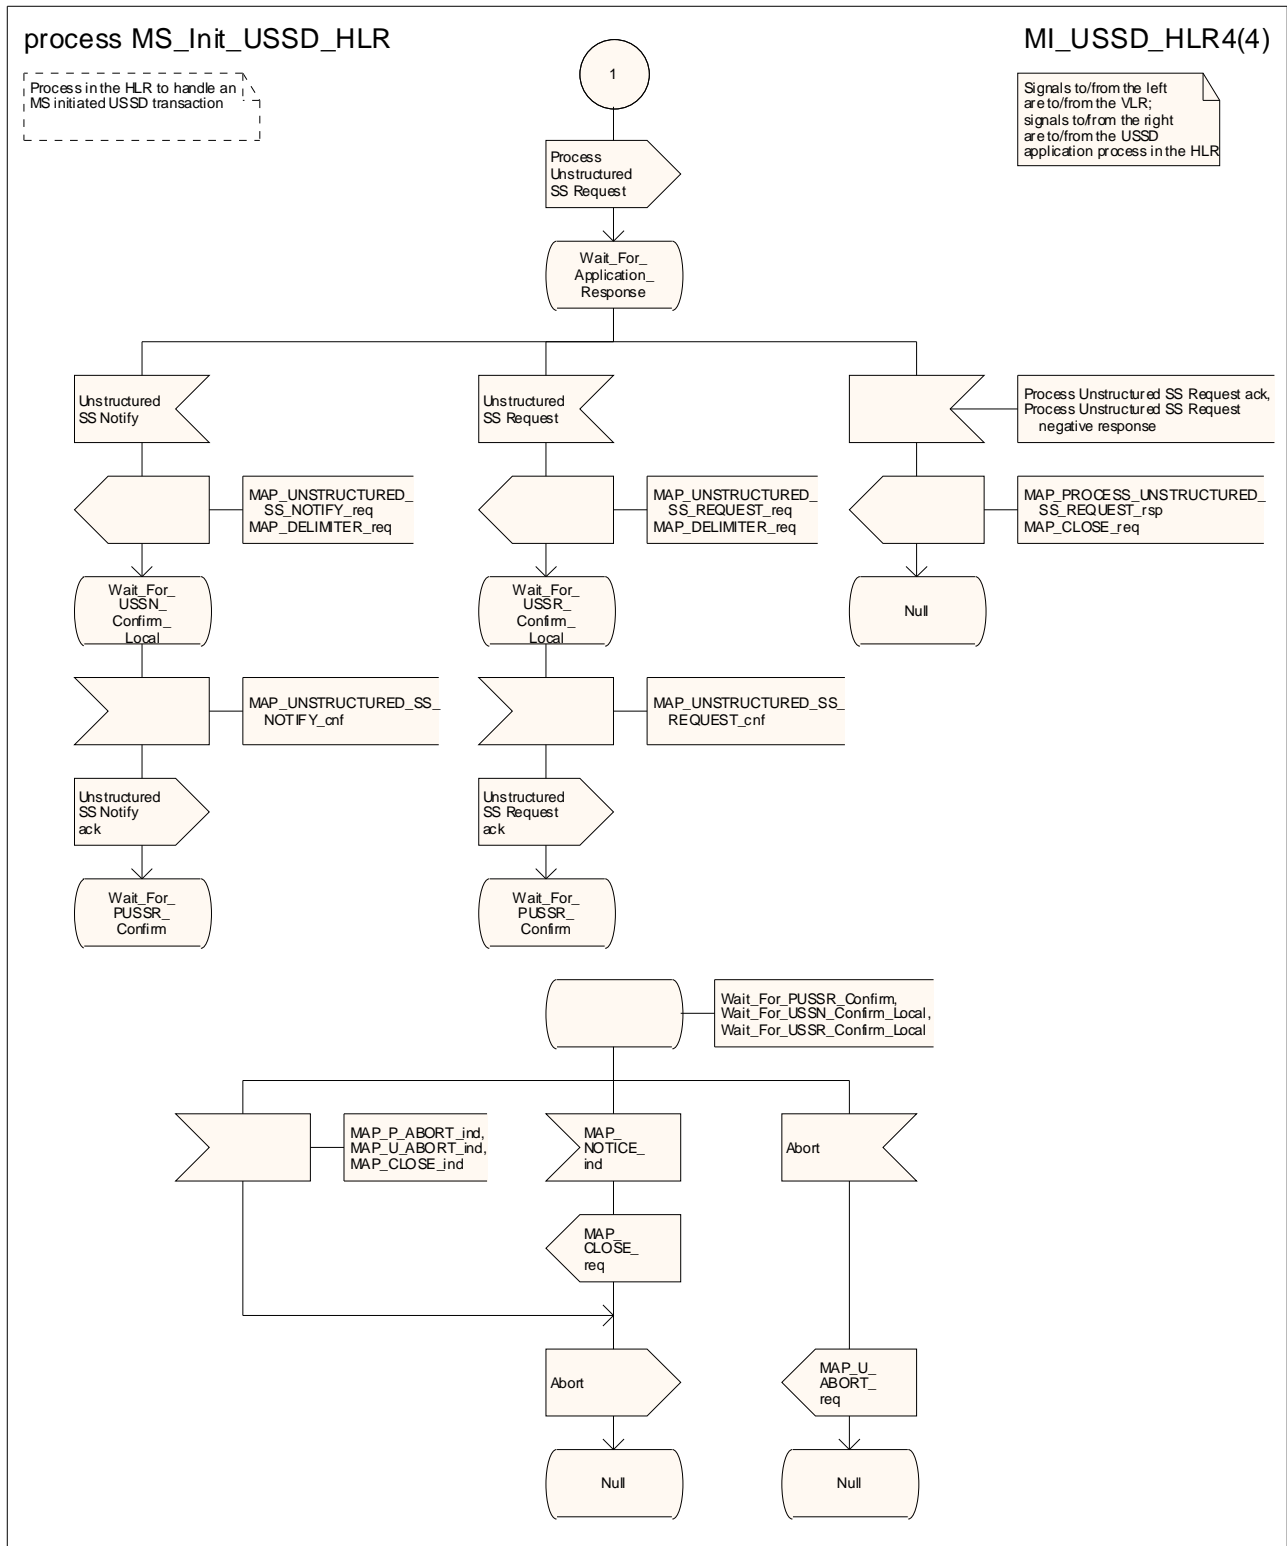 process MS_Init_USSD_HLR
MI_USSD_HLR4(4)
Process in the HLR to handle an
MS initiated USSD transaction
1
Signals to/from the left
are to/from the VLR;
signals to/from the right
are to/from the USSD
application process in the HLR
Process
Unstructured
SS Request
Wait_For_
Application_
Response
Unstructured
SS Notify
Unstructured
SS Request
Process Unstructured SS Request ack,
Process Unstructured SS Request
negative response
MAP_UNSTRUCTURED_
SS_NOTIFY_req
MAP_DELIMITER_req
MAP_UNSTRUCTURED_
SS_REQUEST_req
MAP_DELIMITER_req
MAP_PROCESS_UNSTRUCTURED_
SS_REQUEST_rsp
MAP_CLOSE_req
Wait_For_
USSN_
Confirm_
Local
Wait_For_
USSR_
Confirm_
Local
Null
MAP_UNSTRUCTURED_SS_
NOTIFY_cnf
MAP_UNSTRUCTURED_SS_
REQUEST_cnf
Unstructured
SS Notify
ack
Unstructured
SS Request
ack
Wait_For_
PUSSR_
Confirm
Wait_For_
PUSSR_
Confirm
Wait_For_PUSSR_Confirm,
Wait_For_USSN_Confirm_Local,
Wait_For_USSR_Confirm_Local
MAP_P_ABORT_ind,
MAP_U_ABORT_ind,
MAP_CLOSE_ind
MAP_
NOTICE_
ind
Abort
MAP_
CLOSE_
req
Abort
MAP_U_
ABORT_
req
Null
Null